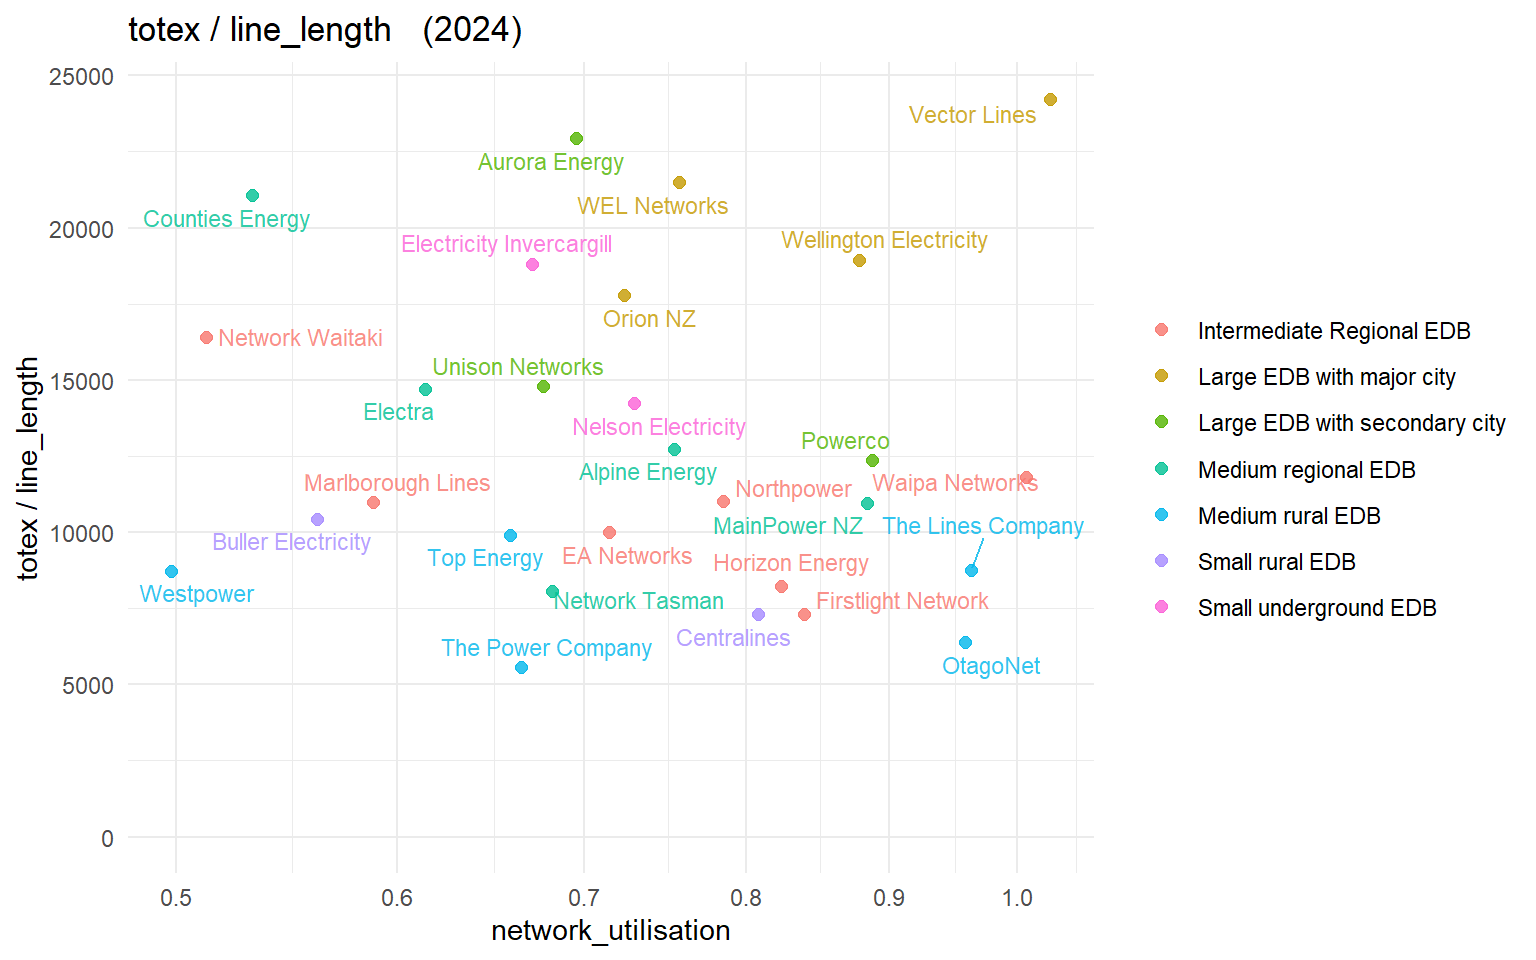 totex / line_length (2024)
totex / line_length
25000
20000
15000
10000
5000
0
Vector Lines
Aurora Energy
WEL Networks
Counties Energy
Wellington Electricity
Electricity Invercargill
Orion NZ
Network Waitaki
Unison Networks
Electra
Nelson Electricity
Powerco
Alpine Energy
Marlborough Lines
Northpower
Waipa Networks
MainPower NZ
The Lines Company
Buller Electricity
Top Energy
EA Networks
Horizon Energy
Westpower
Network Tasman
Firstlight Network
Centralines
The Power Company
OtagoNet
0.5
0.6
0.7
0.8
0.9
1.0
network_utilisation
Intermediate Regional EDB
Large EDB with major city
Large EDB with secondary city
Medium regional EDB
Medium rural EDB
Small rural EDB
Small underground EDB